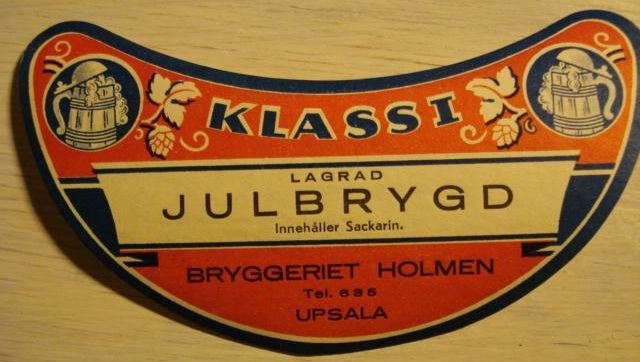 KLASS I
LAGRAD
JULBRYGD
Innehåller Sackarin.
BRYGGERIET HOLMEN
Tel. 635
UPSALA